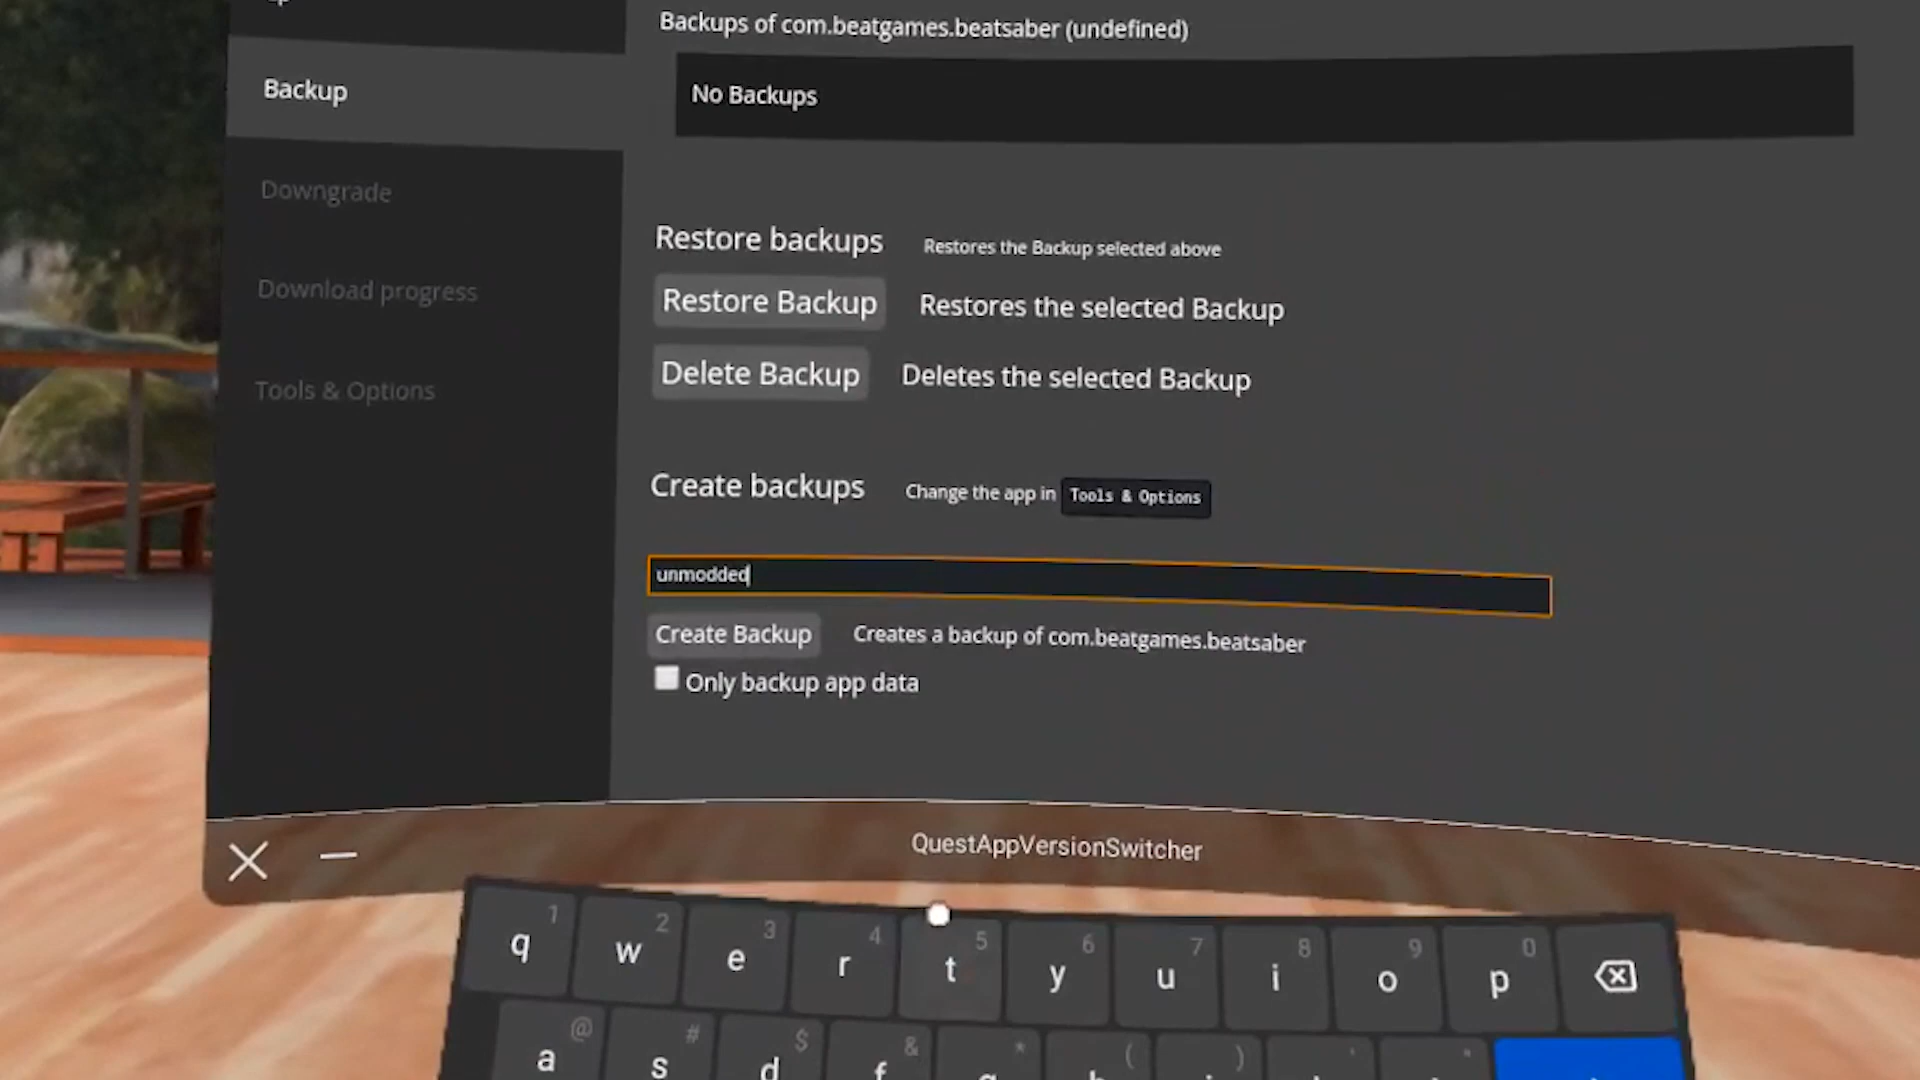 Backups of com.beatgames.beatsaber (undefined)
Backup
No Backups
Downgrade
Restore backups Restores the Backup selected above
Download progress
Restore Backup Restores the selected Backup
Delete Backup Deletes the selected Backup
Tools & Options
Create backups Change the app in Tools & Options
unmodded
Create Backup Creates a backup of com.beatgames.beatsaber
Only backup app data
QuestAppVersionSwitcher
1 2 3 4 5 6 7 8 9 0
q w e r t y u i o p
@ # $ & * ( )
a s d f